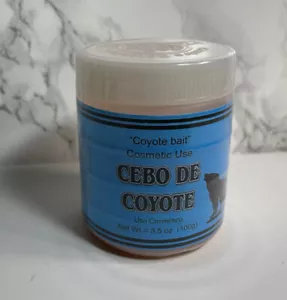 "Coyote bait"
Cosmetic Use
CEBO DE
COYOTE
Uso Cosmetico
Net Wt = 3.5 oz (100g)